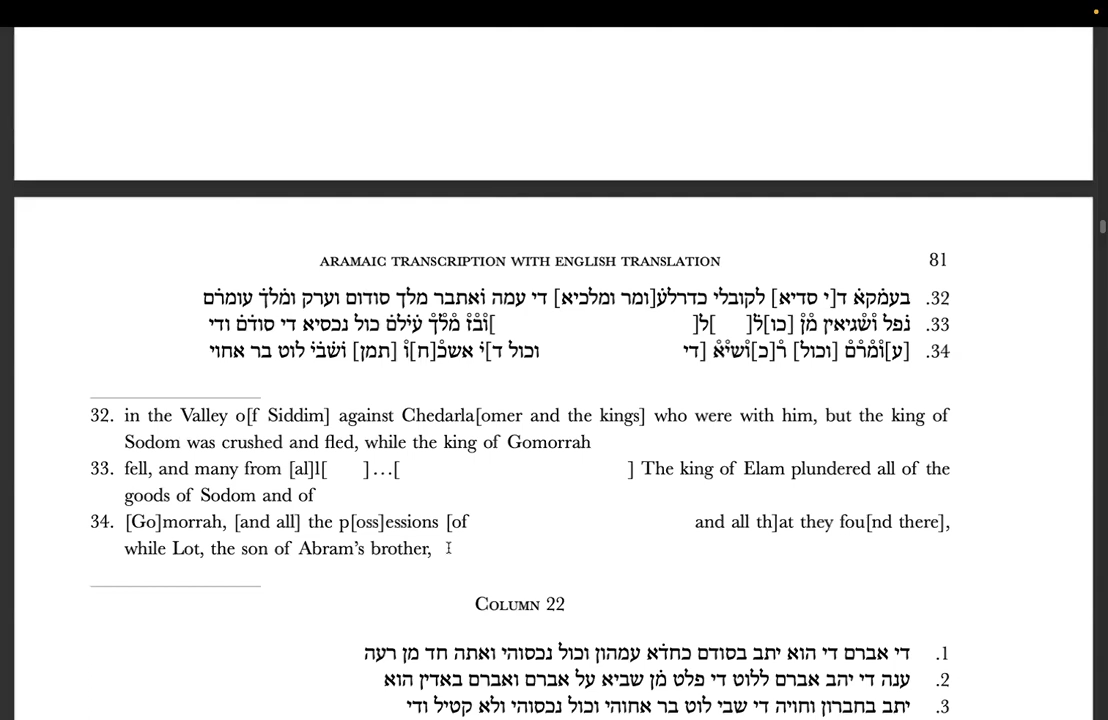 ARAMAIC TRANSCRIPTION WITH ENGLISH TRANSLATION 81
32. בעמקא ד[י סדיא] לקובלי כדרלע[ומר ומלכיא] די עמה ואתבר מלך סודום וערק ומלך עומרם
33. נפל ושגיאין מן [כו]ל[ ]ל[ ]ובז מלך עילם כול נכסיא די סודם ודי
34. [ע]ומרם [וכול] ר[כ]ושיא [די וכול ד]י אשכ[ח]ו [תמן] ושבי לוט בר אחוי
32. in the Valley o[f Siddim] against Chedarla[omer and the kings] who were with him, but the king of
Sodom was crushed and fled, while the king of Gomorrah
33. fell, and many from [al]l[ ]…[ ] The king of Elam plundered all of the
goods of Sodom and of
34. [Go]morrah, [and all] the p[oss]essions [of and all th]at they fou[nd there],
while Lot, the son of Abram’s brother,
COLUMN 22
1. די אברם די הוא יתב בסודם כחדא עמהון וכול נכסוהי ואתה חד מן רעה
2. ענה די יהב אברם ללוט די פלט מן שביא על אברם ואברם באדין הוא
3. יתב בחברון וחויה די שבי לוט בר אחוהי וכול נכסוהי ולא קטיל ודי